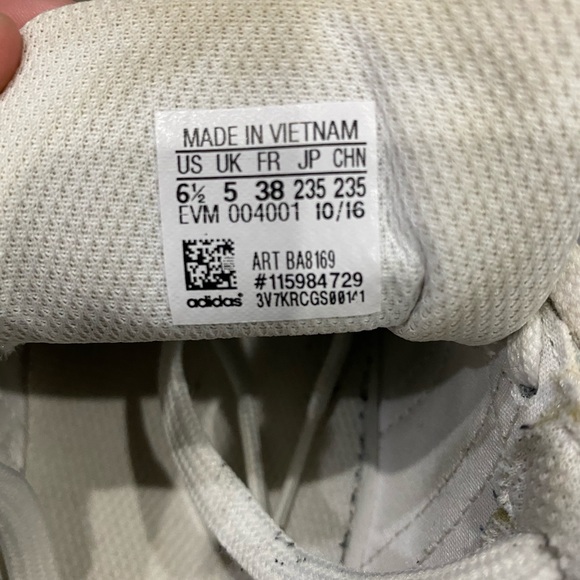 MADE IN VIETNAM
US UK FR JP CHN
6½ 5 38 235 235
EVM 004001 10/16
ART BA8169
#115984729
adidas